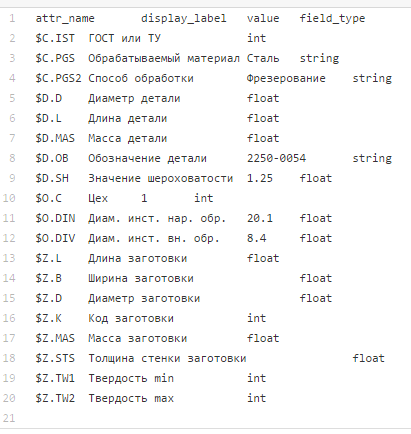 1 attr_name display_label value field_type
2 $C.IST ГОСТ или ТУ int
3 $C.PGS Обрабатываемый материал Сталь string
4 $C.PGS2 Способ обработки Фрезерование string
5 $D.D Диаметр детали float
6 $D.L Длина детали float
7 $D.MAS Масса детали float
8 $D.OB Обозначение детали 2250-0054 string
9 $D.SH Значение шероховатости 1.25 float
10 $O.C Цех 1 int
11 $O.DIN Диам. инст. нар. обр. 20.1 float
12 $O.DIV Диам. инст. вн. обр. 8.4 float
13 $Z.L Длина заготовки float
14 $Z.B Ширина заготовки float
15 $Z.D Диаметр заготовки float
16 $Z.K Код заготовки int
17 $Z.MAS Масса заготовки float
18 $Z.STS Толщина стенки заготовки float
19 $Z.TW1 Твердость min int
20 $Z.TW2 Твердость max int
21